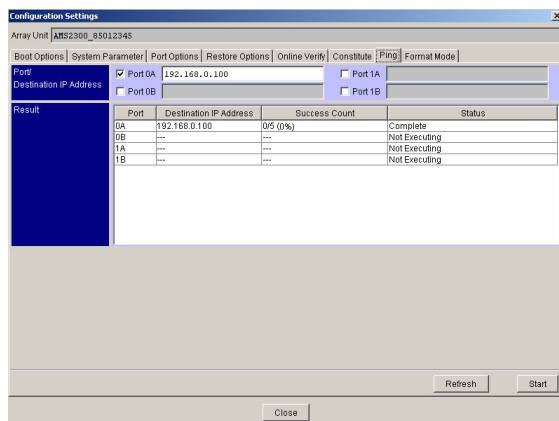 Configuration Settings
Array Unit AMS2300_85012345
Boot Options System Parameter Port Options Restore Options Online Verify Constitute Ping Format Mode
Port/
Destination IP Address
Port 0A 192.168.0.100 Port 1A
Port 0B Port 1B
Result
Port Destination IP Address Success Count Status
0A 192.168.0.100 0/5 (0%) Complete
0B --- --- Not Executing
1A --- --- Not Executing
1B --- --- Not Executing
Refresh Start
Close